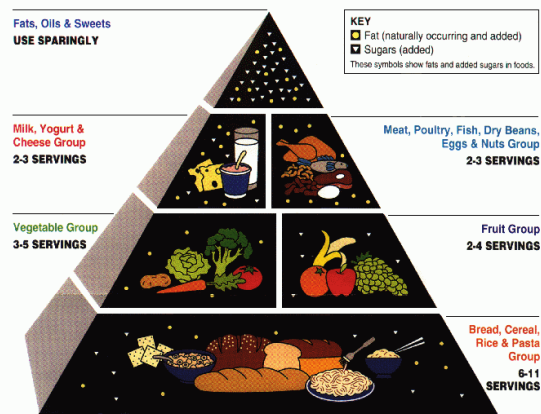 Fats, Oils & Sweets
USE SPARINGLY
KEY
Fat (naturally occurring and added)
Sugars (added)
These symbols show fats and added sugars in foods.
Milk, Yogurt &
Cheese Group
2-3 SERVINGS
Meat, Poultry, Fish, Dry Beans,
Eggs & Nuts Group
2-3 SERVINGS
Vegetable Group
3-5 SERVINGS
Fruit Group
2-4 SERVINGS
Bread, Cereal,
Rice & Pasta
Group
6-11
SERVINGS